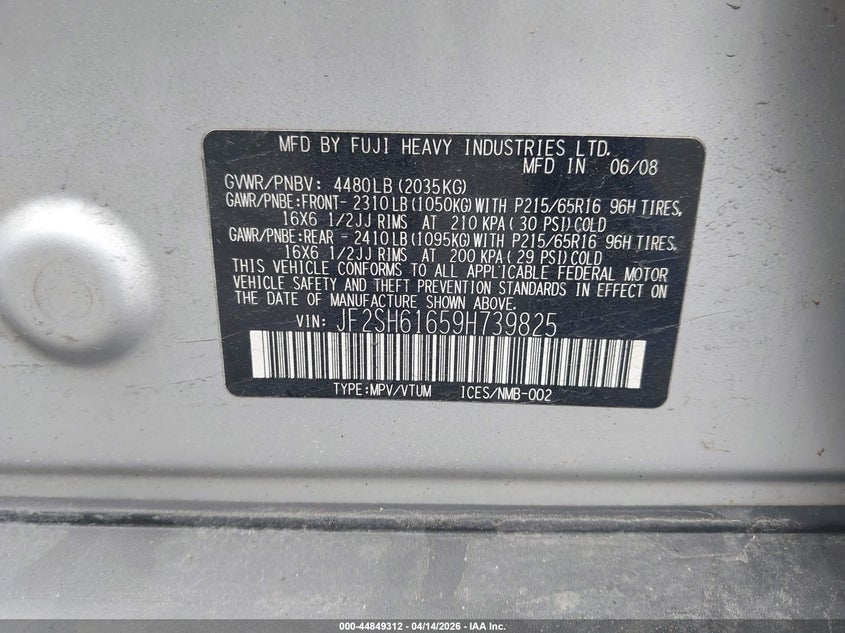 MFD BY FUJI HEAVY INDUSTRIES LTD.
MFD IN 06/08
GVWR/PNBV: 4480LB(2035KG)
GAWR/PNBE:FRONT- 2310LB(1050KG)WITH P215/65R16 96H TIRES,
16X6 1/2JJ RIMS AT 210 KPA(30 PSI)COLD
GAWR/PNBE:REAR - 2410LB(1095KG)WITH P215/65R16 96H TIRES,
16X6 1/2JJ RIMS AT 200 KPA(29 PSI)COLD
THIS VEHICLE CONFORMS TO ALL APPLICABLE FEDERAL MOTOR
VEHICLE SAFETY AND THEFT PREVENTION STANDARDS IN EFFECT ON
THE DATE OF MANUFACTURE SHOWN ABOVE.
VIN: JF2SH61659H739825
TYPE:MPV/VTUM ICES/NMB-002
000-44849312 - 04/14/2026 - IAA Inc.